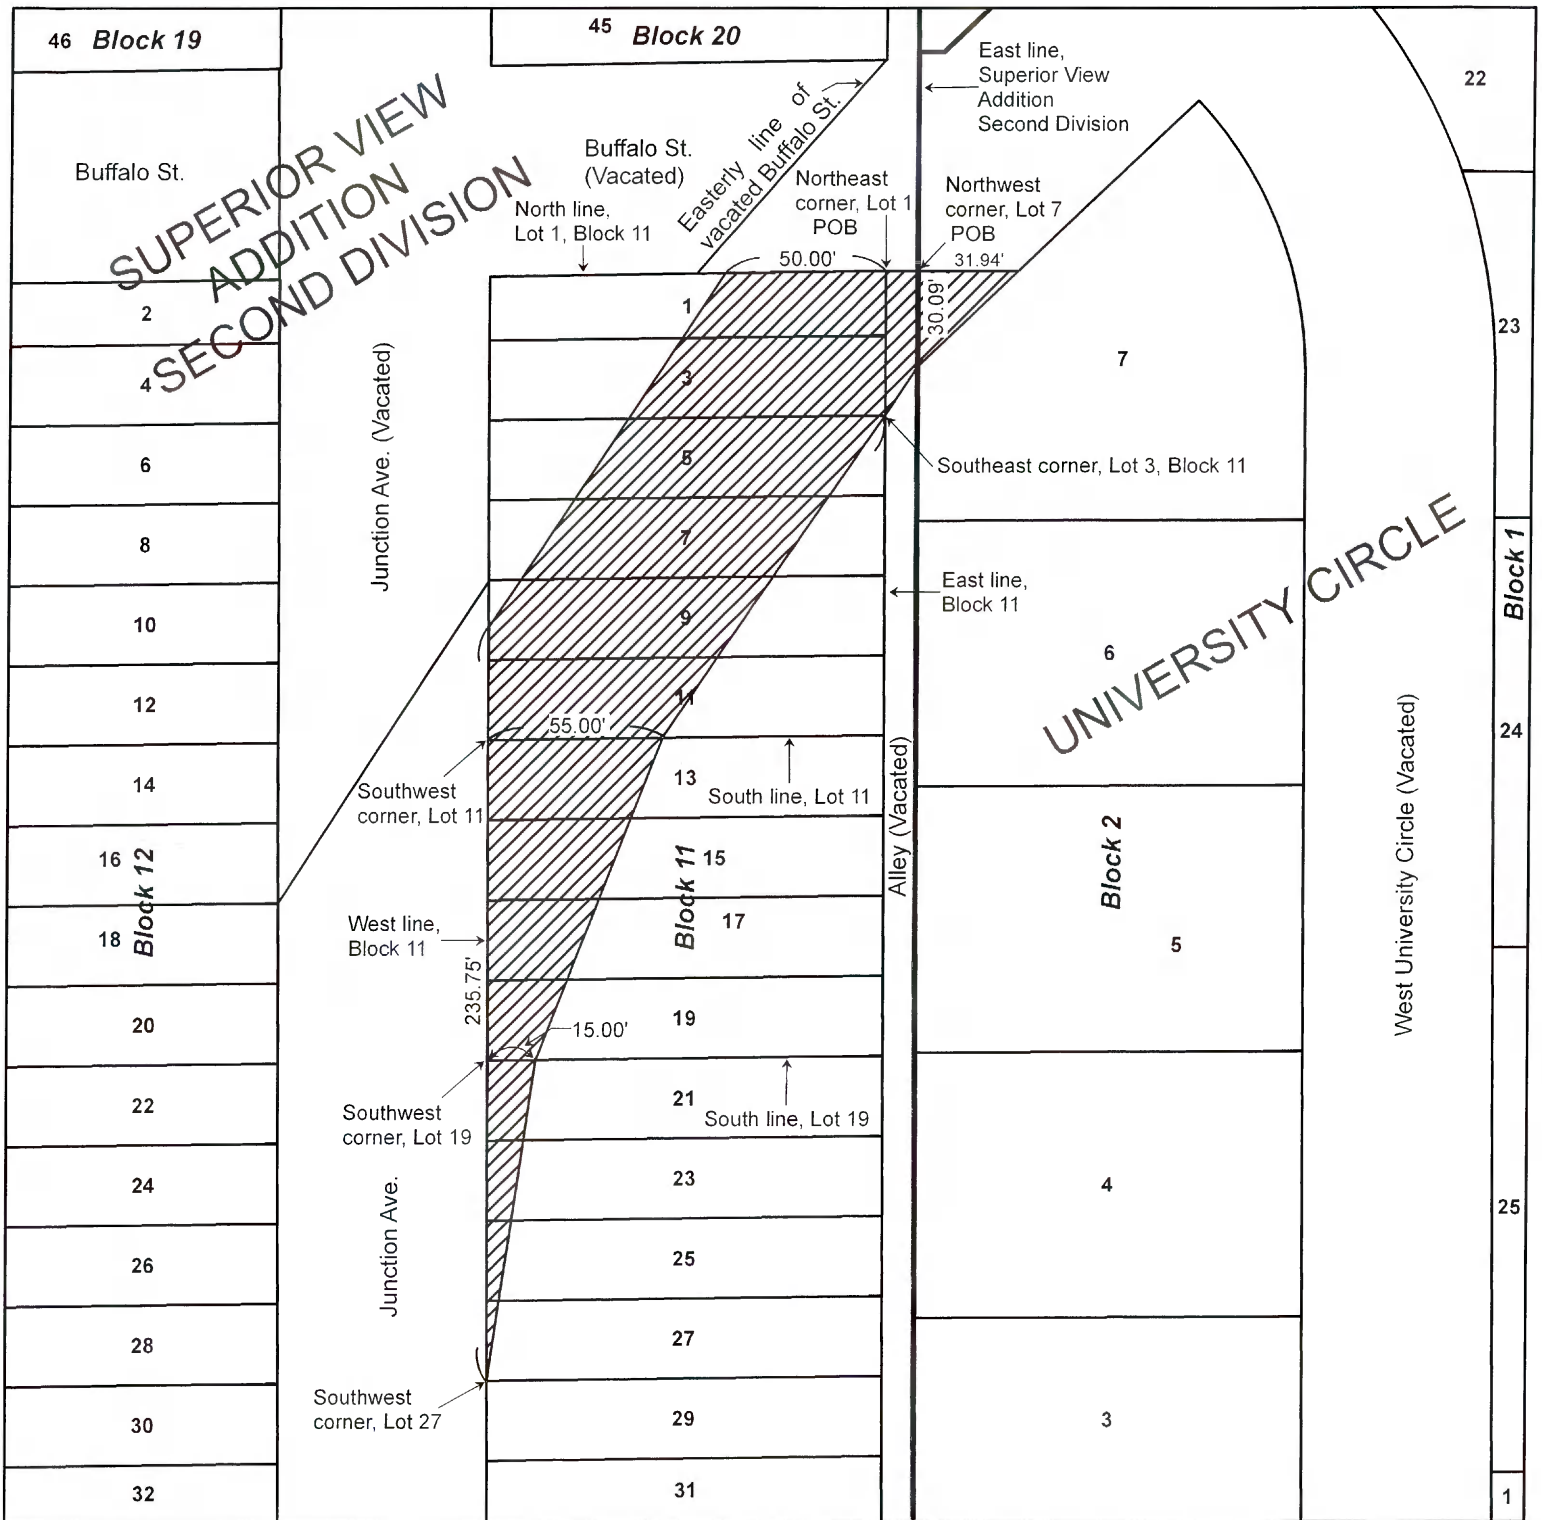 46 Block 19
45 Block 20
22
East line,
Superior View
Addition
Second Division
Easterly line of
vacated Buffalo St.
Buffalo St.
SUPERIOR VIEW
ADDITION
SECOND DIVISION
Buffalo St.
(Vacated)
North line,
Lot 1, Block 11
Northeast
corner, Lot 1
POB
Northwest
corner, Lot 7
POB
50.00'
31.94'
30.09'
2
4
6
8
10
12
14
16
18
Block 12
20
22
24
26
28
30
32
Junction Ave. (Vacated)
1
3
5
7
9
11
55.00'
Southwest
corner, Lot 11
13
South line, Lot 11
15
Block 11
17
West line,
Block 11
235.75'
19
15.00'
Southwest
corner, Lot 19
21
South line, Lot 19
23
Junction Ave.
25
27
Southwest
corner, Lot 27
29
31
Southeast corner, Lot 3, Block 11
East line,
Block 11
Alley (Vacated)
7
6
UNIVERSITY CIRCLE
Block 2
5
4
3
West University Circle (Vacated)
23
Block 1
24
25
1